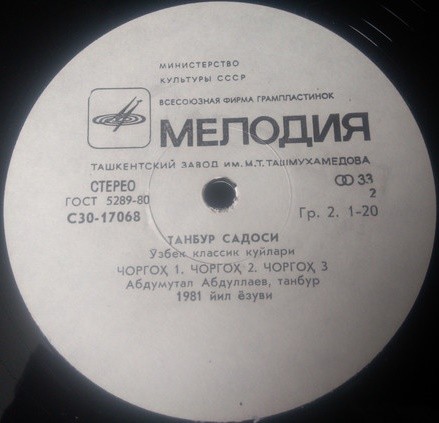 МИНИСТЕРСТВО
КУЛЬТУРЫ СССР
ВСЕСОЮЗНАЯ ФИРМА ГРАМПЛАСТИНОК
МЕЛОДИЯ
ТАШКЕНТСКИЙ ЗАВОД ИМ. М.Т. ТАШМУХАМЕДОВА
СТЕРЕО
ГОСТ 5289-80
С30-17068
33
2
Гр. 2. 1-20
ТАНБУР САДОСИ
Узбек классик куйлари
ЧОРГОҲ 1. ЧОРГОҲ 2. ЧОРГОҲ 3
Абдумутал Абдуллаев, танбур
1981 йил ёзуви